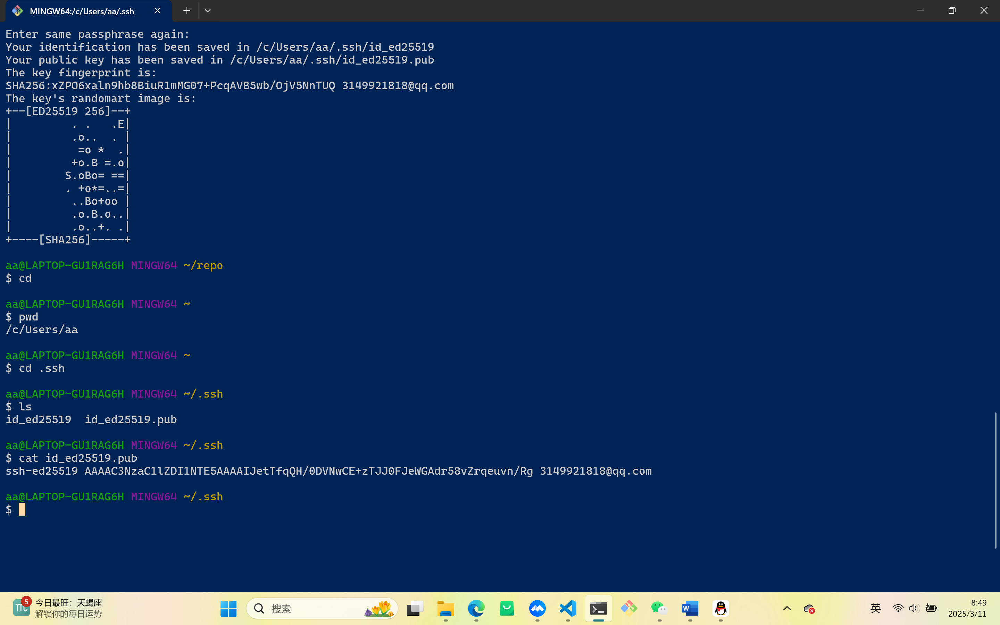 MINGW64:/c/Users/aa/.ssh
Enter same passphrase again:
Your identification has been saved in /c/Users/aa/.ssh/id_ed25519
Your public key has been saved in /c/Users/aa/.ssh/id_ed25519.pub
The key fingerprint is:
SHA256:xZPO6xaln9hb8BiuR1mMG07+PcqAVB5wb/OjV5NnTUQ 3149921818@qq.com
The key's randomart image is:
+--[ED25519 256]--+
|         . .   .E|
|         .o..  . |
|          =o *  .|
|         +o.B =.o|
|        S.oBo= ==|
|        . +o*=..=|
|         ..Bo+oo |
|         .o.B.o..|
|         .o..+. .|
+----[SHA256]-----+
aa@LAPTOP-GU1RAG6H MINGW64 ~/repo
$ cd
aa@LAPTOP-GU1RAG6H MINGW64 ~
$ pwd
/c/Users/aa
aa@LAPTOP-GU1RAG6H MINGW64 ~
$ cd .ssh
aa@LAPTOP-GU1RAG6H MINGW64 ~/.ssh
$ ls
id_ed25519  id_ed25519.pub
aa@LAPTOP-GU1RAG6H MINGW64 ~/.ssh
$ cat id_ed25519.pub
ssh-ed25519 AAAAC3NzaC1lZDI1NTE5AAAAIJetTfqQH/0DVNwCE+zTJJ0FJeWGAdr58vZrqeuvn/Rg 3149921818@qq.com
aa@LAPTOP-GU1RAG6H MINGW64 ~/.ssh
$
5
今日最旺：天蝎座
解锁你的每日运势
搜索
W
英
8:49
2025/3/11